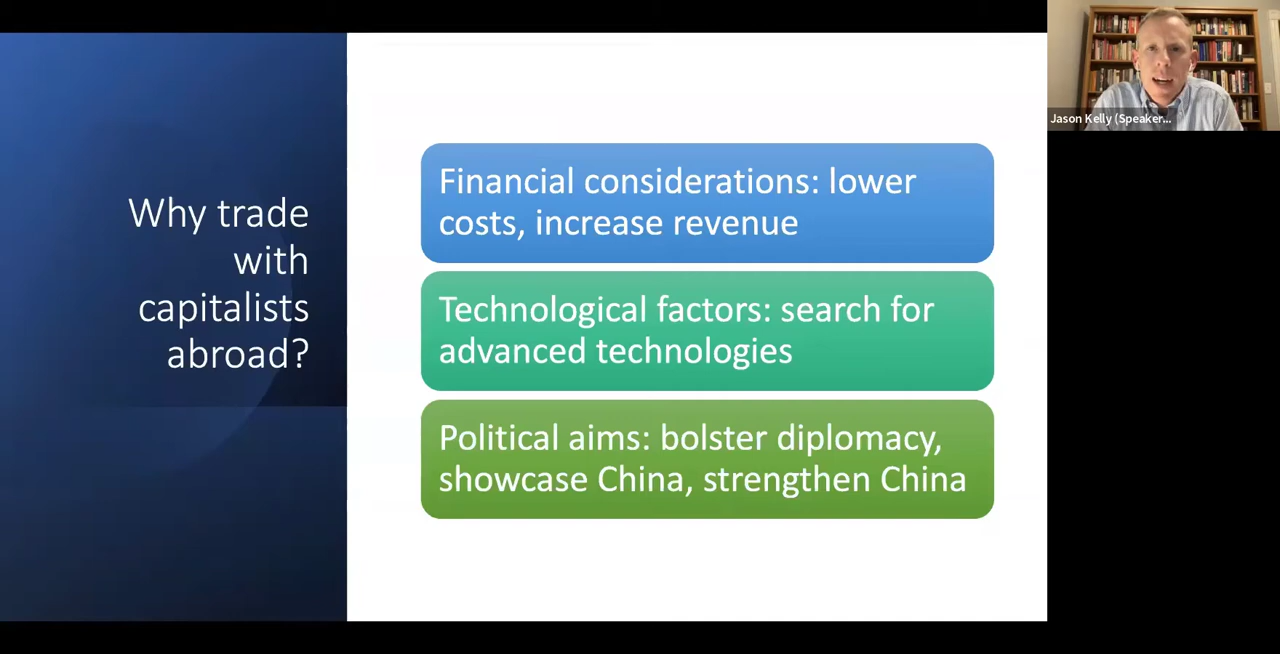 Why trade
with
capitalists
abroad?
Financial considerations: lower
costs, increase revenue
Technological factors: search for
advanced technologies
Political aims: bolster diplomacy,
showcase China, strengthen China
Jason Kelly (Speaker...